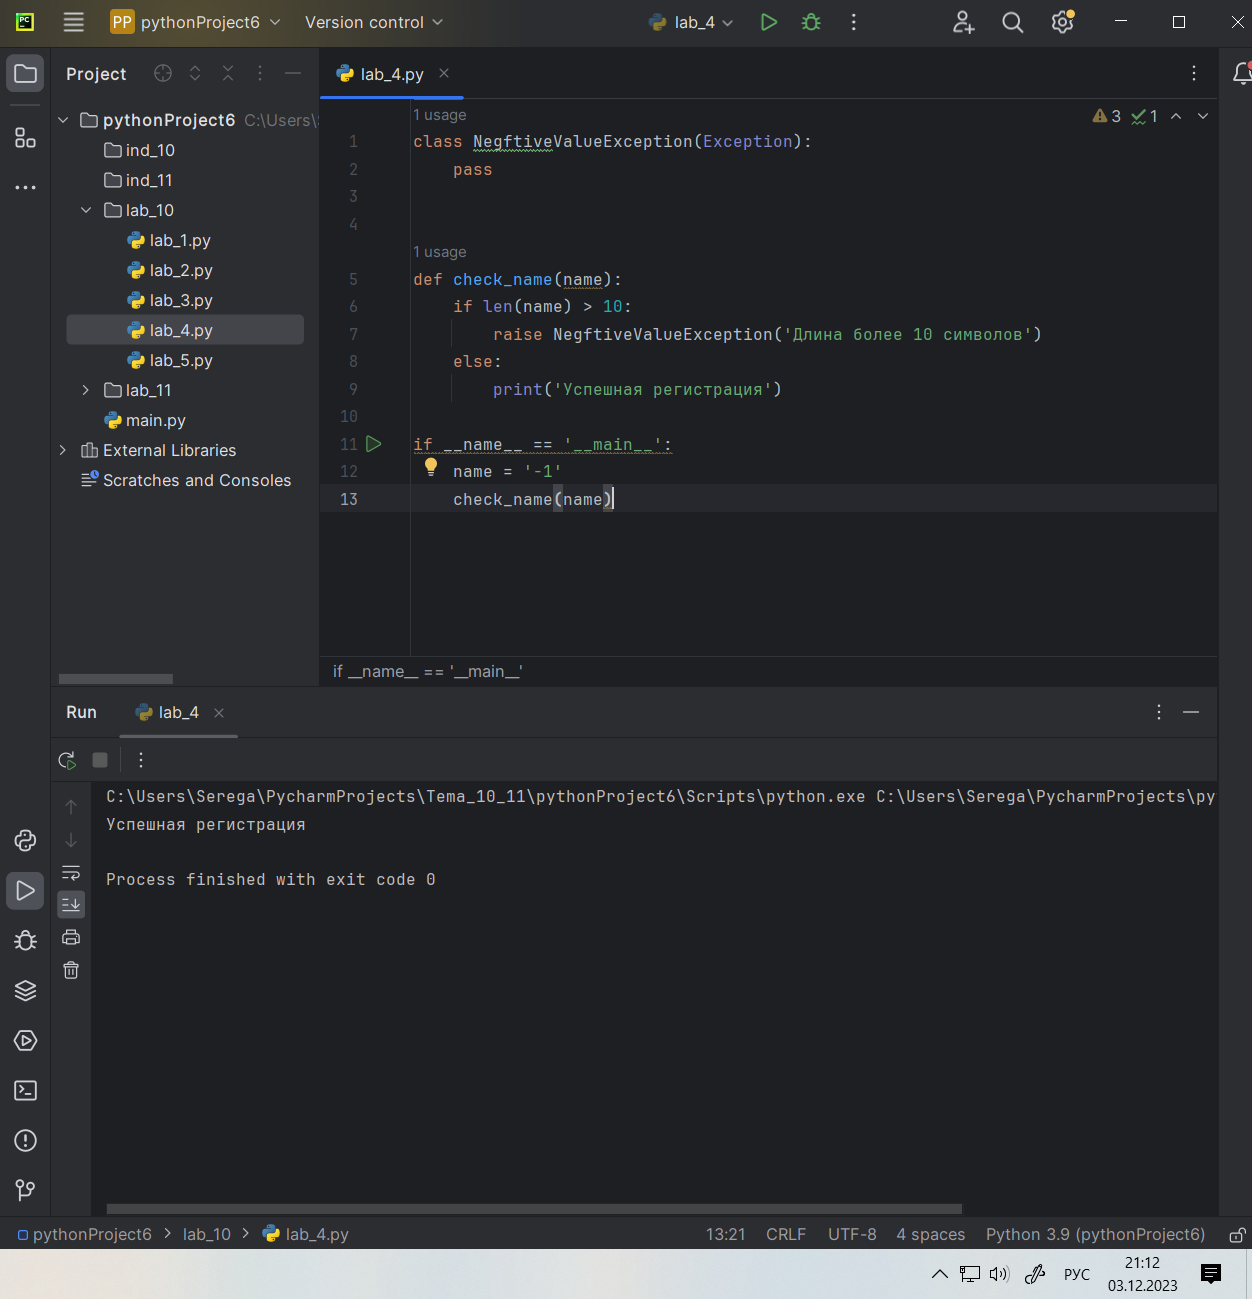 PC
PP pythonProject6
Version control
lab_4
Project
lab_4.py
pythonProject6 C:\Users\
ind_10
ind_11
lab_10
lab_1.py
lab_2.py
lab_3.py
lab_4.py
lab_5.py
lab_11
main.py
External Libraries
Scratches and Consoles
3 1
1 usage
1 class NegftiveValueException(Exception):
2 pass
3
4
1 usage
5 def check_name(name):
6 if len(name) > 10:
7 raise NegftiveValueException('Длина более 10 символов')
8 else:
9 print('Успешная регистрация')
10
11 if __name__ == '__main__':
12 name = '-1'
13 check_name(name)
if __name__ == '__main__'
Run
lab_4
C:\Users\Serega\PycharmProjects\Tema_10_11\pythonProject6\Scripts\python.exe C:\Users\Serega\PycharmProjects\py
Успешная регистрация
Process finished with exit code 0
pythonProject6 > lab_10 > lab_4.py
13:21 CRLF UTF-8 4 spaces Python 3.9 (pythonProject6)
РУС
21:12
03.12.2023